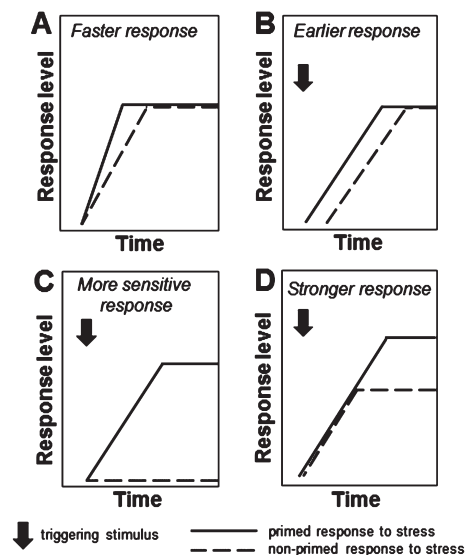 A
Faster response
Response level
Time
B
Earlier response
Response level
Time
C
More sensitive
response
Response level
Time
D
Stronger response
Response level
Time
triggering stimulus
primed response to stress
non-primed response to stress